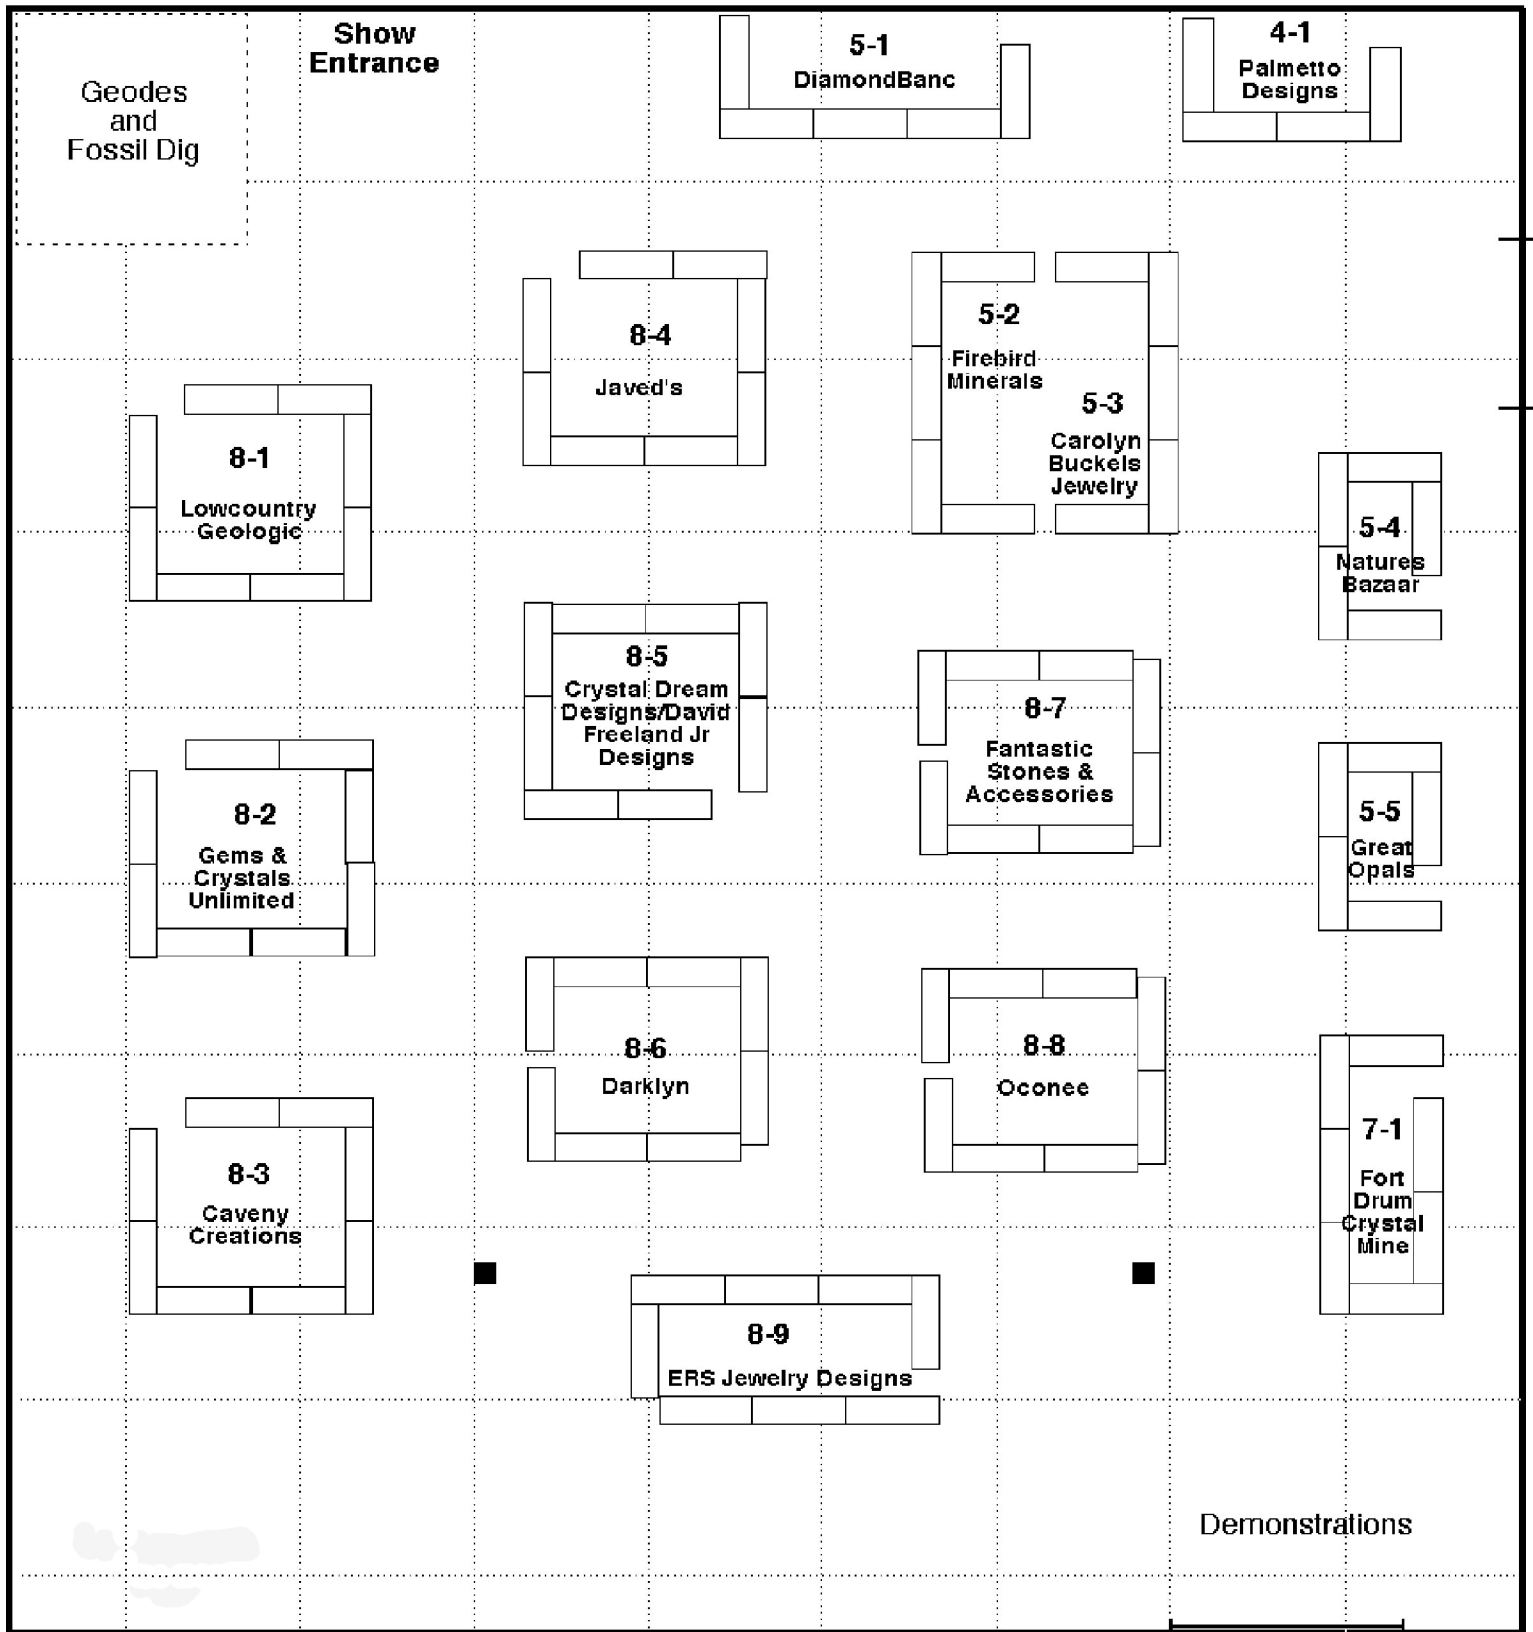 Show
Entrance
Geodes
and
Fossil Dig
5-1
DiamondBanc
4-1
Palmetto
Designs
8-4
Javed's
5-2
Firebird
Minerals
5-3
Carolyn
Buckels
Jewelry
8-1
Lowcountry
Geologic
5-4
Natures
Bazaar
8-5
Crystal Dream
Designs/David
Freeland Jr
Designs
8-7
Fantastic
Stones &
Accessories
8-2
Gems &
Crystals
Unlimited
5-5
Great
Opals
8-6
Darklyn
8-8
Oconee
7-1
Fort
Drum
Crystal
Mine
8-3
Caveny
Creations
8-9
ERS Jewelry Designs
Demonstrations